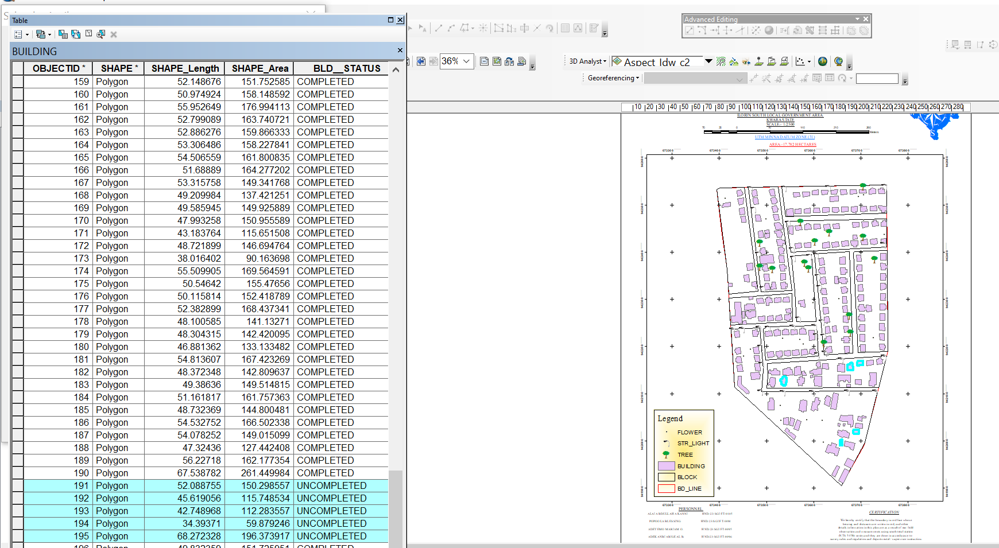 Table
BUILDING
OBJECTID * SHAPE * SHAPE_Length SHAPE_Area BLD__STATUS
159 Polygon 52.148676 151.752585 COMPLETED
160 Polygon 50.974924 158.148592 COMPLETED
161 Polygon 55.952649 176.994113 COMPLETED
162 Polygon 52.799089 163.740721 COMPLETED
163 Polygon 52.886276 159.866333 COMPLETED
164 Polygon 53.306486 158.227841 COMPLETED
165 Polygon 54.506559 161.800835 COMPLETED
166 Polygon 51.68889 164.277202 COMPLETED
167 Polygon 53.315758 149.341768 COMPLETED
168 Polygon 49.209984 137.421251 COMPLETED
169 Polygon 49.585945 149.925889 COMPLETED
170 Polygon 47.993258 150.955589 COMPLETED
171 Polygon 43.183764 115.651508 COMPLETED
172 Polygon 48.721899 146.694764 COMPLETED
173 Polygon 38.016402 90.163698 COMPLETED
174 Polygon 55.509905 169.564591 COMPLETED
175 Polygon 50.54642 155.47656 COMPLETED
176 Polygon 50.115814 152.418789 COMPLETED
177 Polygon 52.382899 168.437341 COMPLETED
178 Polygon 48.100585 141.13271 COMPLETED
179 Polygon 48.304315 142.420095 COMPLETED
180 Polygon 46.881362 133.133482 COMPLETED
181 Polygon 54.813607 167.423269 COMPLETED
182 Polygon 48.372348 142.809637 COMPLETED
183 Polygon 49.38636 149.514815 COMPLETED
184 Polygon 51.161817 161.757363 COMPLETED
185 Polygon 48.732369 144.800481 COMPLETED
186 Polygon 54.532752 166.502338 COMPLETED
187 Polygon 54.078252 149.015099 COMPLETED
188 Polygon 47.32436 127.442408 COMPLETED
189 Polygon 56.22718 162.177354 COMPLETED
190 Polygon 67.538782 261.449984 COMPLETED
191 Polygon 52.088755 150.298557 UNCOMPLETED
192 Polygon 45.619056 115.748534 UNCOMPLETED
193 Polygon 42.748968 112.283557 UNCOMPLETED
194 Polygon 34.39371 59.879246 UNCOMPLETED
195 Polygon 68.272328 196.373917 UNCOMPLETED
Advanced Editing
36%
3D Analyst
Aspect_Idw_c2
Georeferencing
10 20 30 40 50 60 70 80 90 100 110 120 130 140 150 160 170 180 190 200 210 220 230 240 250 260 270 280
ILORIN SOUTH LOCAL GOVERNMENT AREA
KWARA STATE
SCALE:- 1:2500
Meters
UTM MINNA DATUM ZONE (31)
AREA:-17.782 HECTARES
S
Legend
FLOWER
STR_LIGHT
TREE
BUILDING
BLOCK
BD_LINE
PERSONNEL
CERTIFICATION